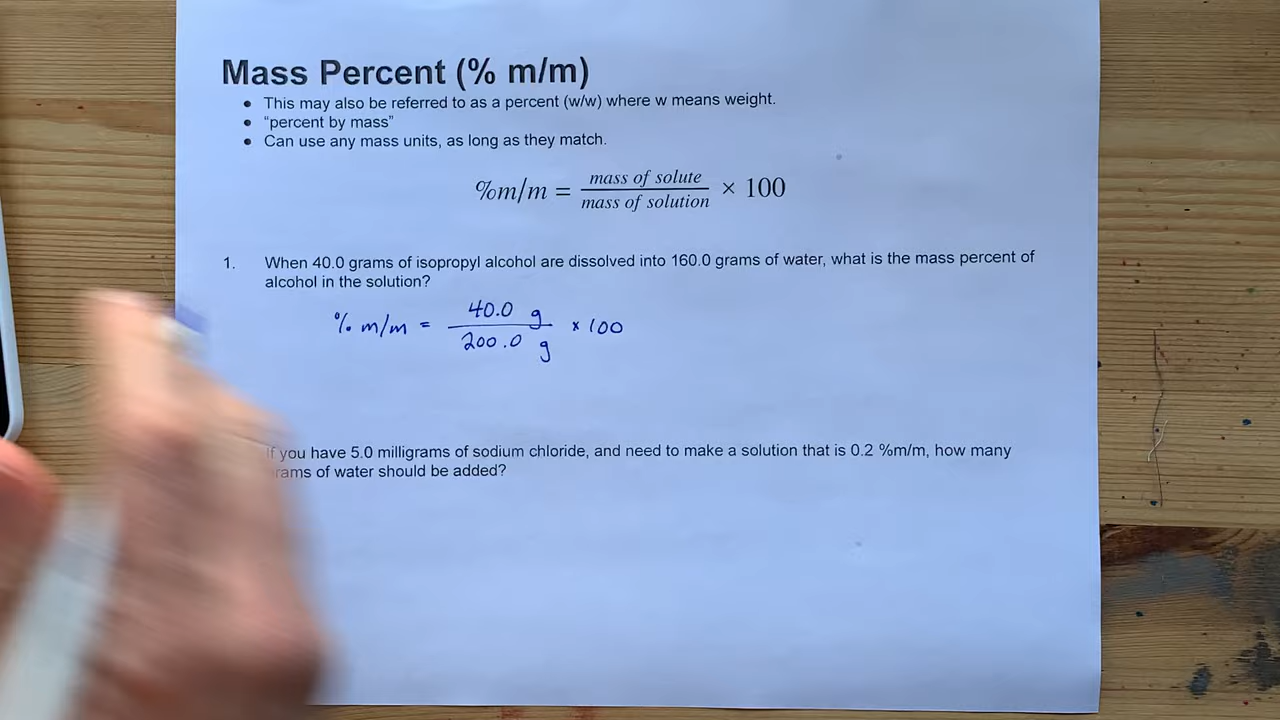 Mass Percent (% m/m)
• This may also be referred to as a percent (w/w) where w means weight.
• “percent by mass”
• Can use any mass units, as long as they match.
%m/m = mass of solute / mass of solution × 100
1. When 40.0 grams of isopropyl alcohol are dissolved into 160.0 grams of water, what is the mass percent of
alcohol in the solution?
% m/m = 40.0 g / 200.0 g × 100
If you have 5.0 milligrams of sodium chloride, and need to make a solution that is 0.2 %m/m, how many
of water should be added?